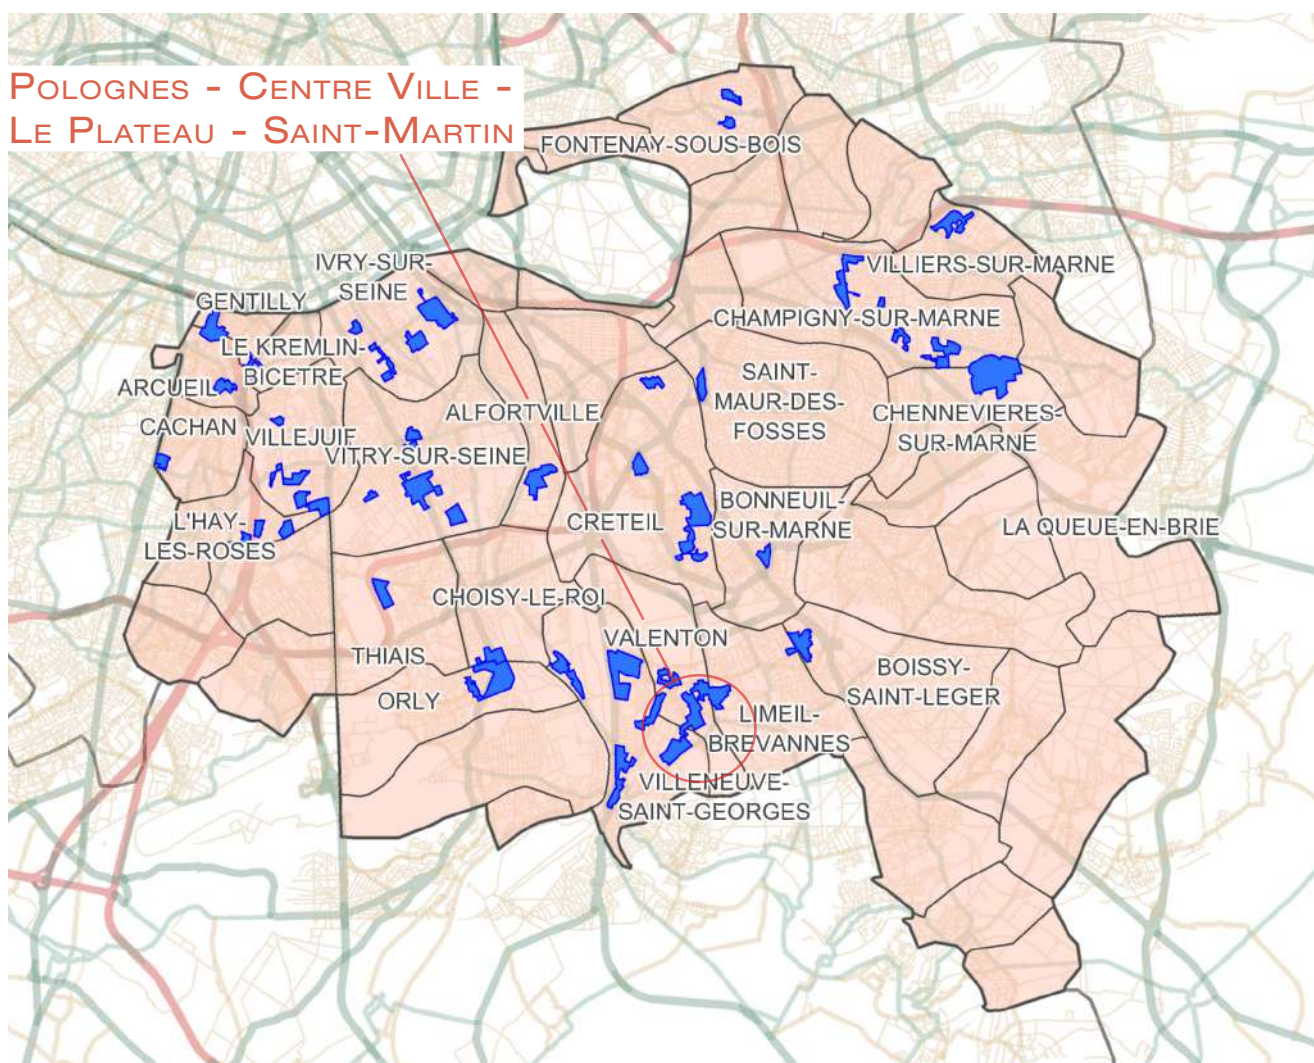 Polognes - Centre Ville -
Le Plateau - Saint-Martin
FONTENAY-SOUS-BOIS
IVRY-SUR-
SEINE
GENTILLY
VILLIERS-SUR-MARNE
CHAMPIGNY-SUR-MARNE
LE KREMLIN-
BICETRE
ARCUEIL
SAINT-
MAUR-DES-
FOSSES
CACHAN
VILLEJUIF
ALFORTVILLE
CHENNEVIERES-
SUR-MARNE
VITRY-SUR-SEINE
L'HAY-
LES-ROSES
CRETEIL
BONNEUIL-
SUR-MARNE
LA QUEUE-EN-BRIE
CHOISY-LE-ROI
VALENTON
THIAIS
ORLY
BOISSY-
SAINT-LEGER
LIMEIL-
BREVANNES
VILLENEUVE-
SAINT-GEORGES